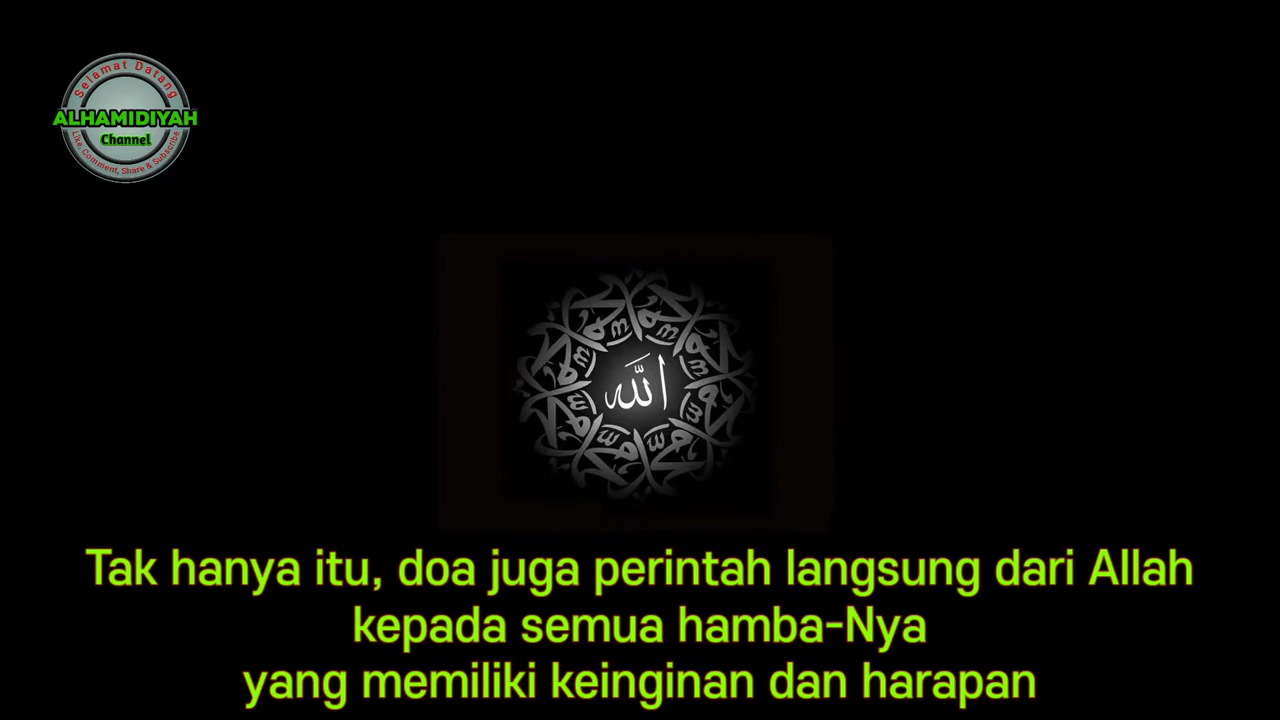 Selamat Datang
ALHAMIDIYAH
Channel
Like, Comment, Share & Subscribe
الله
Tak hanya itu, doa juga perintah langsung dari Allah
kepada semua hamba-Nya
yang memiliki keinginan dan harapan